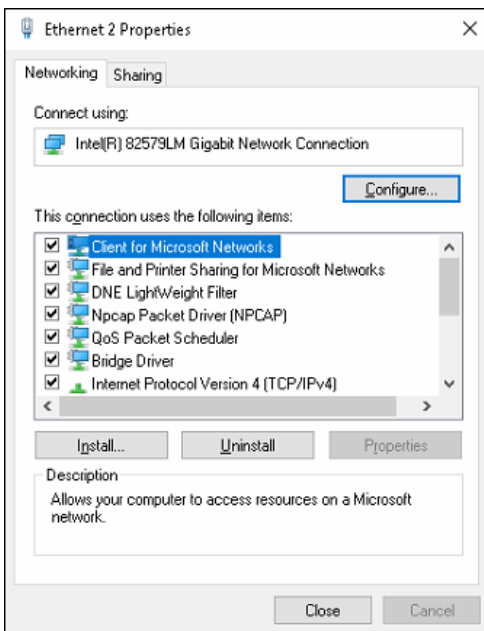 Ethernet 2 Properties
Networking
Sharing
Connect using:
Intel(R) 82579LM Gigabit Network Connection
Configure...
This connection uses the following items:
Client for Microsoft Networks
File and Printer Sharing for Microsoft Networks
DNE LightWeight Filter
Npcap Packet Driver (NPCAP)
QoS Packet Scheduler
Bridge Driver
Internet Protocol Version 4 (TCP/IPv4)
Install...
Uninstall
Properties
Description
Allows your computer to access resources on a Microsoft
network.
Close
Cancel